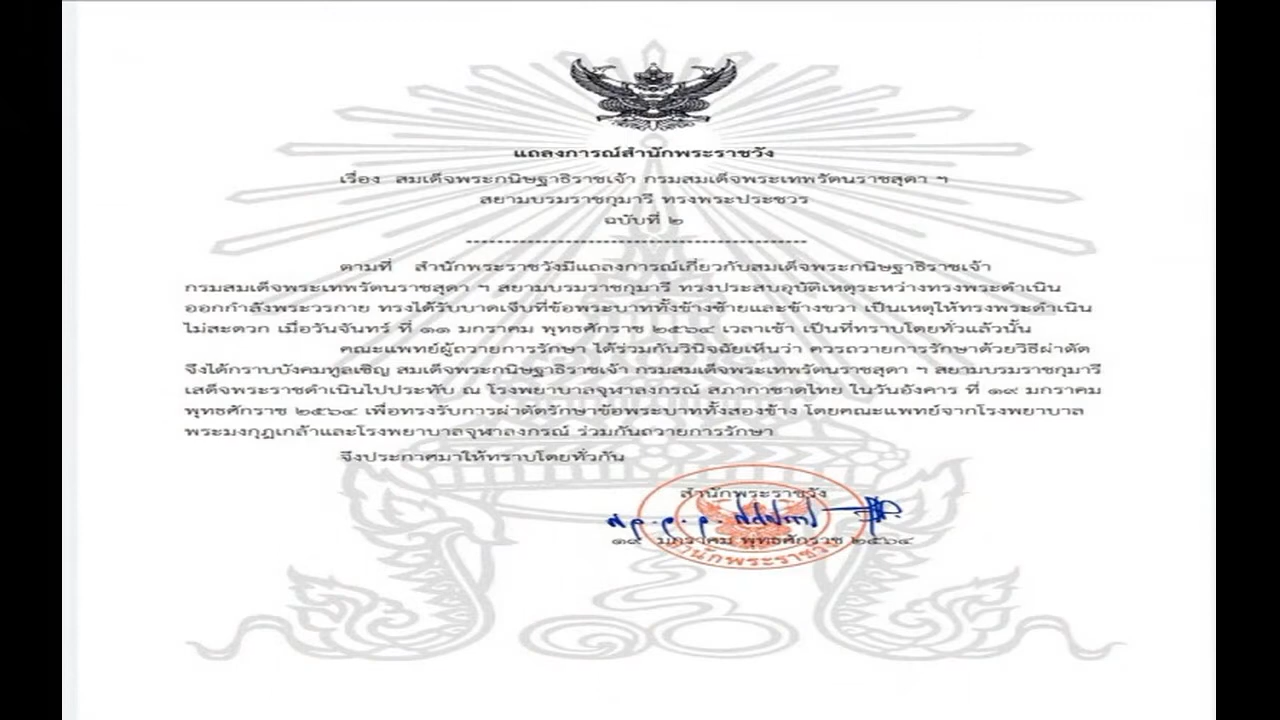 แถลงการณ์สำนักพระราชวัง
เรื่อง สมเด็จพระกนิษฐาธิราชเจ้า กรมสมเด็จพระเทพรัตนราชสุดา ฯ
สยามบรมราชกุมารี ทรงพระประชวร
ฉบับที่ ๒
ตามที่ สำนักพระราชวังมีแถลงการณ์เกี่ยวกับสมเด็จพระกนิษฐาธิราชเจ้า
กรมสมเด็จพระเทพรัตนราชสุดา ฯ สยามบรมราชกุมารี ทรงประสบอุบัติเหตุระหว่างทรงพระดำเนิน
ออกกำลังพระวรกาย ทรงได้รับบาดเจ็บที่ข้อพระบาททั้งข้างซ้ายและข้างขวา เป็นเหตุให้ทรงพระดำเนิน
ไม่สะดวก เมื่อวันจันทร์ ที่ ๑๑ มกราคม พุทธศักราช ๒๕๖๔ เวลาเช้า เป็นที่ทราบโดยทั่วแล้วนั้น
คณะแพทย์ผู้ถวายการรักษา ได้ร่วมกันวินิจฉัยเห็นว่า ควรถวายการรักษาด้วยวิธีผ่าตัด
จึงได้กราบบังคมทูลเชิญ สมเด็จพระกนิษฐาธิราชเจ้า กรมสมเด็จพระเทพรัตนราชสุดา ฯ สยามบรมราชกุมารี
เสด็จพระราชดำเนินไปประทับ ณ โรงพยาบาลจุฬาลงกรณ์ สภากาชาดไทย ในวันอังคาร ที่ ๑๙ มกราคม
พุทธศักราช ๒๕๖๔ เพื่อทรงรับการผ่าตัดรักษาข้อพระบาททั้งสองข้าง โดยคณะแพทย์จากโรงพยาบาล
พระมงกุฎเกล้าและโรงพยาบาลจุฬาลงกรณ์ ร่วมกันถวายการรักษา
จึงประกาศมาให้ทราบโดยทั่วกัน
สำนักพระราชวัง
๑๙ มกราคม พุทธศักราช ๒๕๖๔
สำนักพระราชวัง